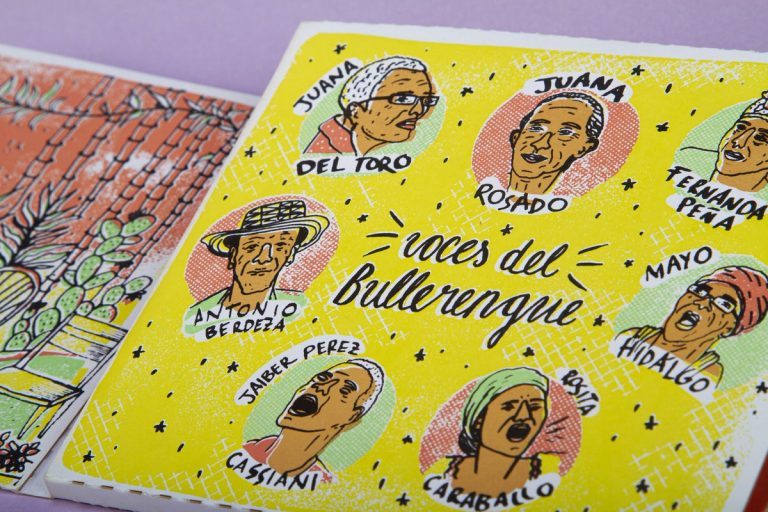 JUANA
DEL TORO
JUANA
ROSADO
FERNANDA
PEÑA
voces del
Bullerengue
ANTONIO
BERDEZA
MAYO
HIDALGO
JAIBER PEREZ
CASSIANI
ROSITA
CARABALLO